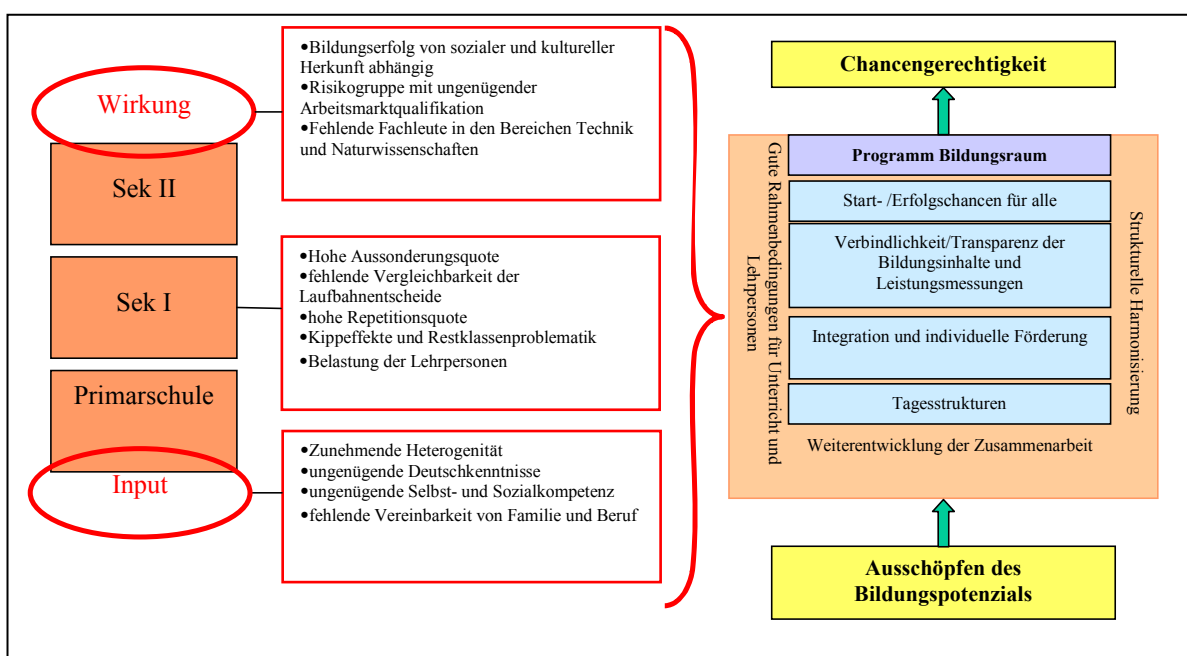 Wirkung
Sek II
Sek I
Primarschule
Input
•Bildungserfolg von sozialer und kultureller
Herkunft abhängig
•Risikogruppe mit ungenügender
Arbeitsmarktqualifikation
•Fehlende Fachleute in den Bereichen Technik
und Naturwissenschaften
•Hohe Aussonderungsquote
•fehlende Vergleichbarkeit der
Laufbahnentscheide
•hohe Repetitionsquote
•Kippeffekte und Restklassenproblematik
•Belastung der Lehrpersonen
•Zunehmende Heterogenität
•ungenügende Deutschkenntnisse
•ungenügende Selbst- und Sozialkompetenz
•fehlende Vereinbarkeit von Familie und Beruf
Chancengerechtigkeit
Gute Rahmenbedingungen für Unterricht und
Lehrpersonen
Programm Bildungsraum
Start- /Erfolgschancen für alle
Verbindlichkeit/Transparenz der
Bildungsinhalte und
Leistungsmessungen
Integration und individuelle Förderung
Tagesstrukturen
Strukturelle Harmonisierung
Weiterentwicklung der Zusammenarbeit
Ausschöpfen des
Bildungspotenzials